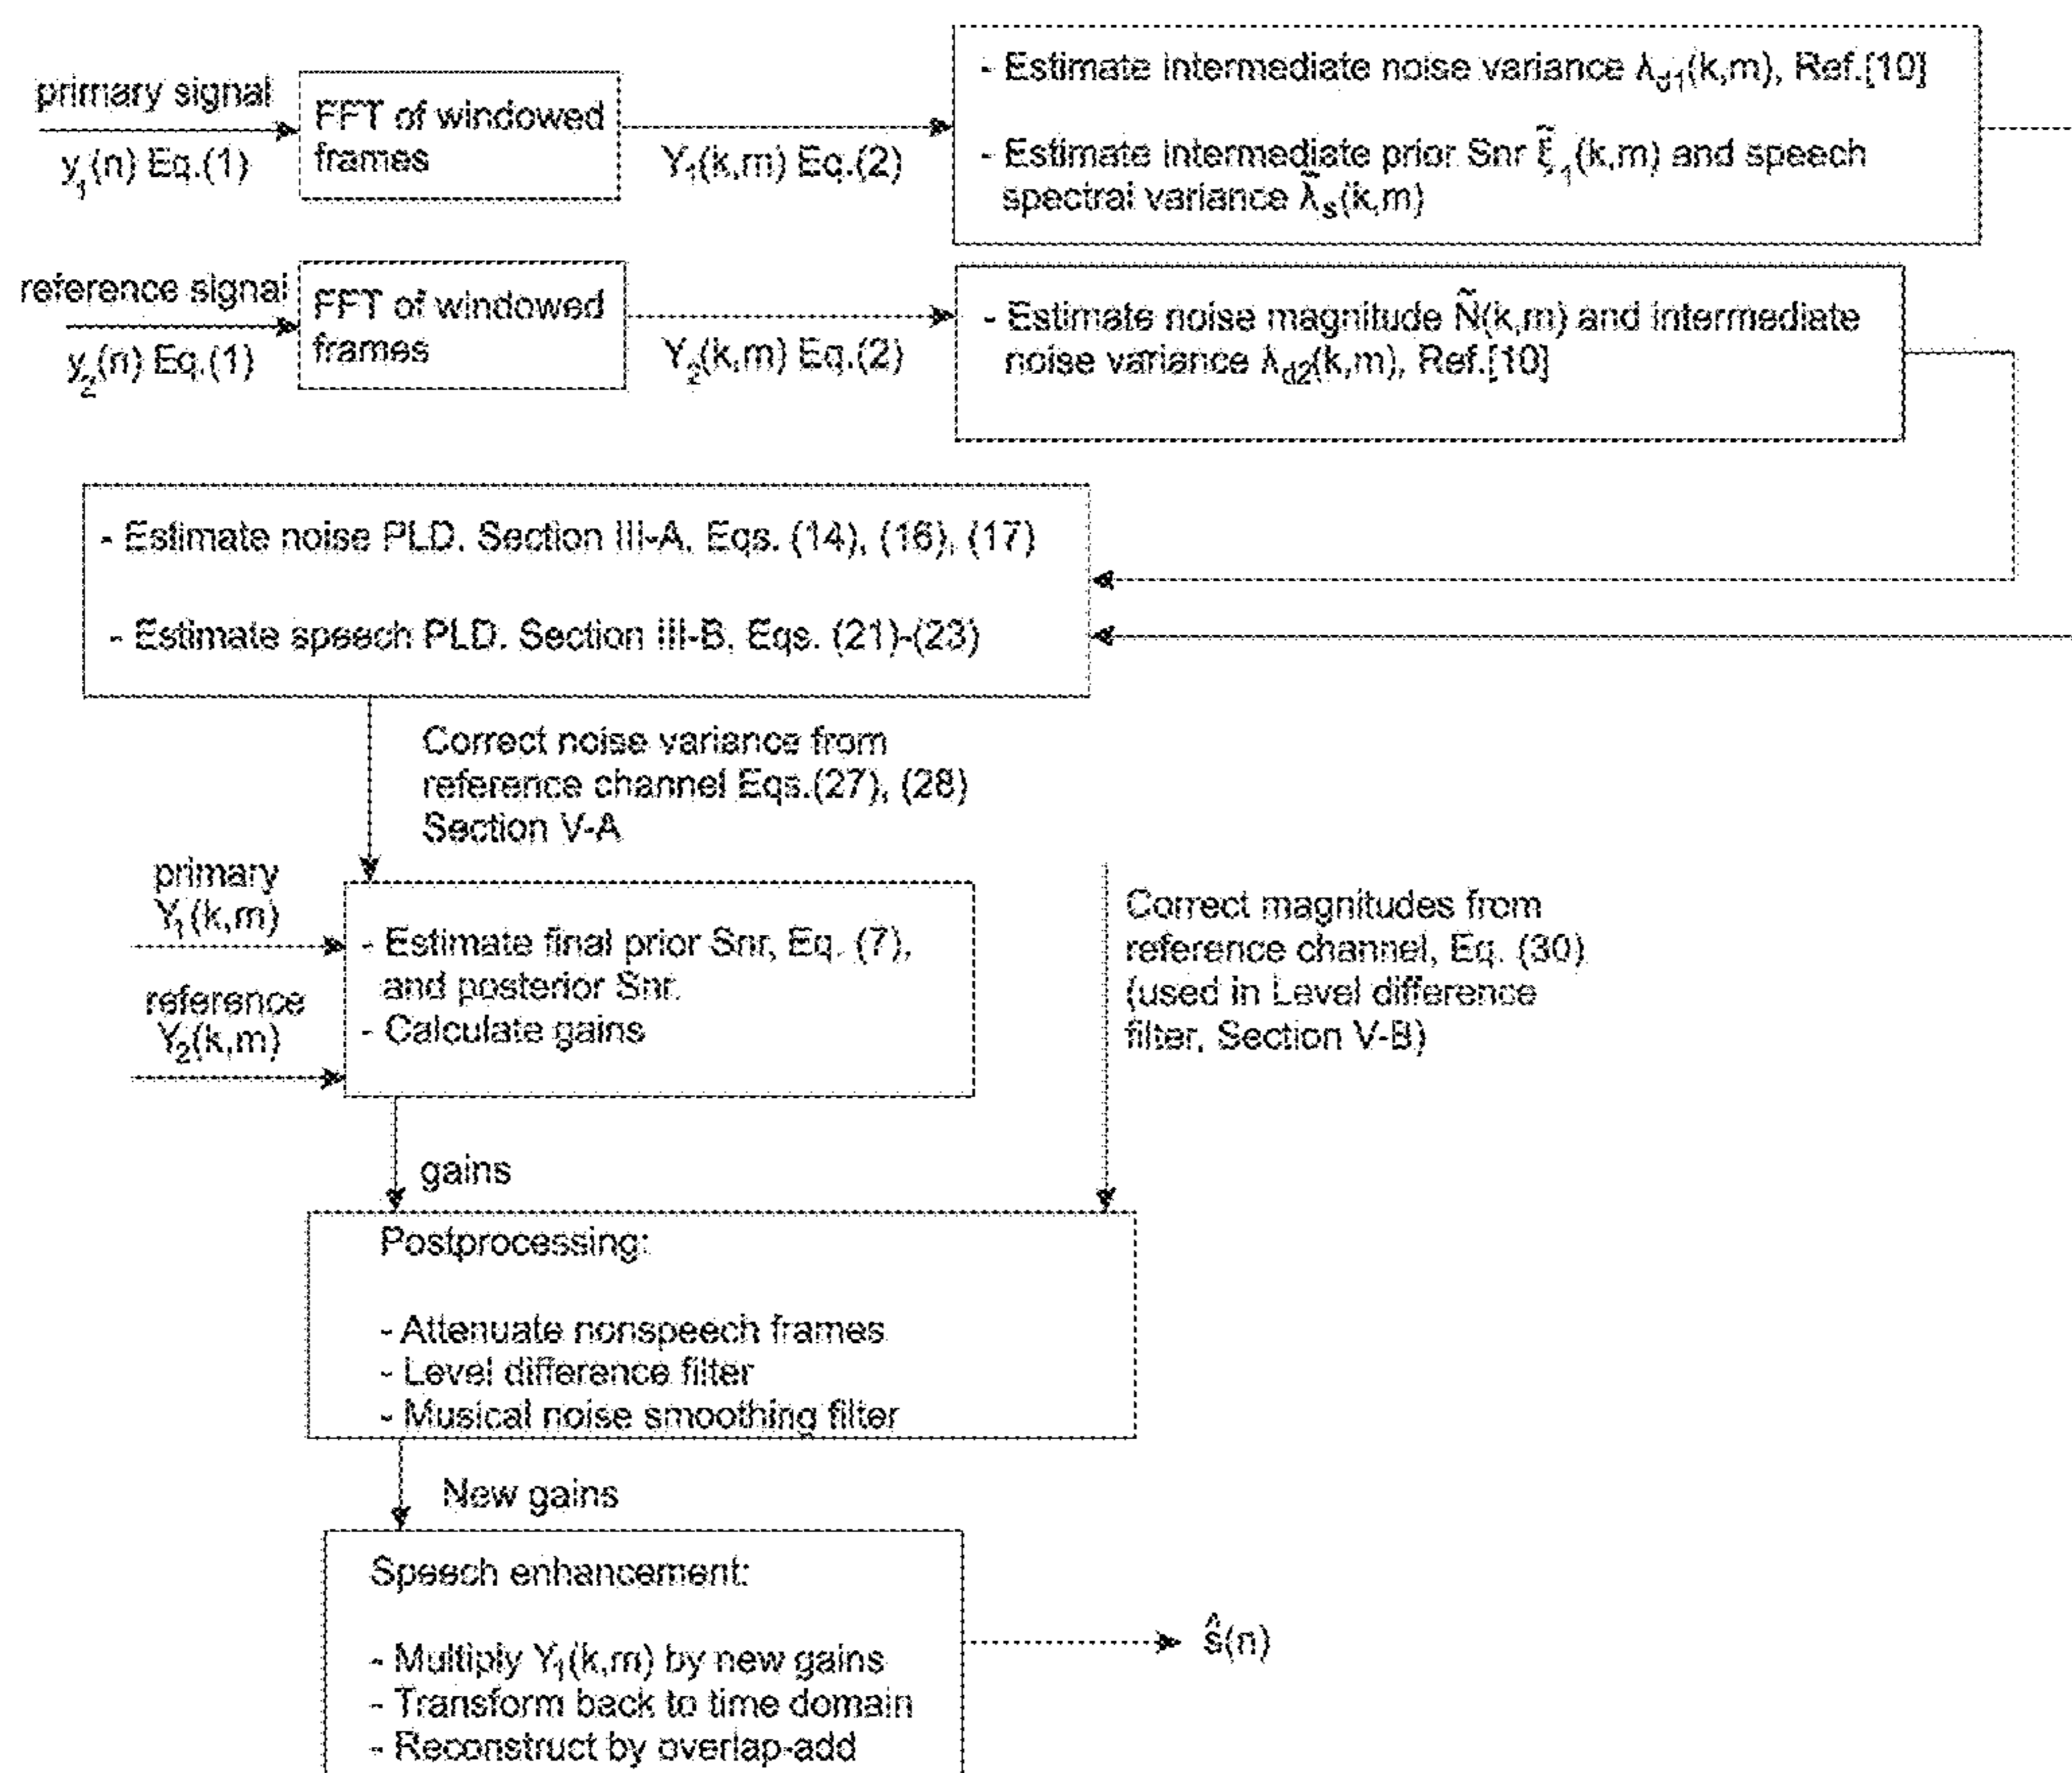 primary signal
y₁(n) Eq.(1)
FFT of windowed
frames
Y₁(k,m) Eq.(2)
- Estimate intermediate noise variance λd1(k,m), Ref.[10]
- Estimate intermediate prior Snr ξ̃₁(k,m) and speech
spectral variance λ̃s(k,m)
reference signal
y₂(n) Eq.(1)
FFT of windowed
frames
Y₂(k,m) Eq.(2)
- Estimate noise magnitude Ñ(k,m) and intermediate
noise variance λd2(k,m), Ref.[10]
- Estimate noise PLD. Section III-A, Eqs. (14), (16), (17)
- Estimate speech PLD. Section III-B, Eqs. (21)-(23)
Correct noise variance from
reference channel Eqs.(27), (28)
Section V-A
primary
Y₁(k,m)
reference
Y₂(k,m)
- Estimate final prior Snr, Eq. (7),
and posterior Snr.
- Calculate gains
Correct magnitudes from
reference channel, Eq. (30)
(used in Level difference
filter, Section V-B)
gains
Postprocessing:
- Attenuate nonspeech frames
- Level difference filter
- Musical noise smoothing filter
New gains
Speech enhancement:
- Multiply Y₁(k,m) by new gains
- Transform back to time domain
- Reconstruct by overlap-add
ŝ(n)